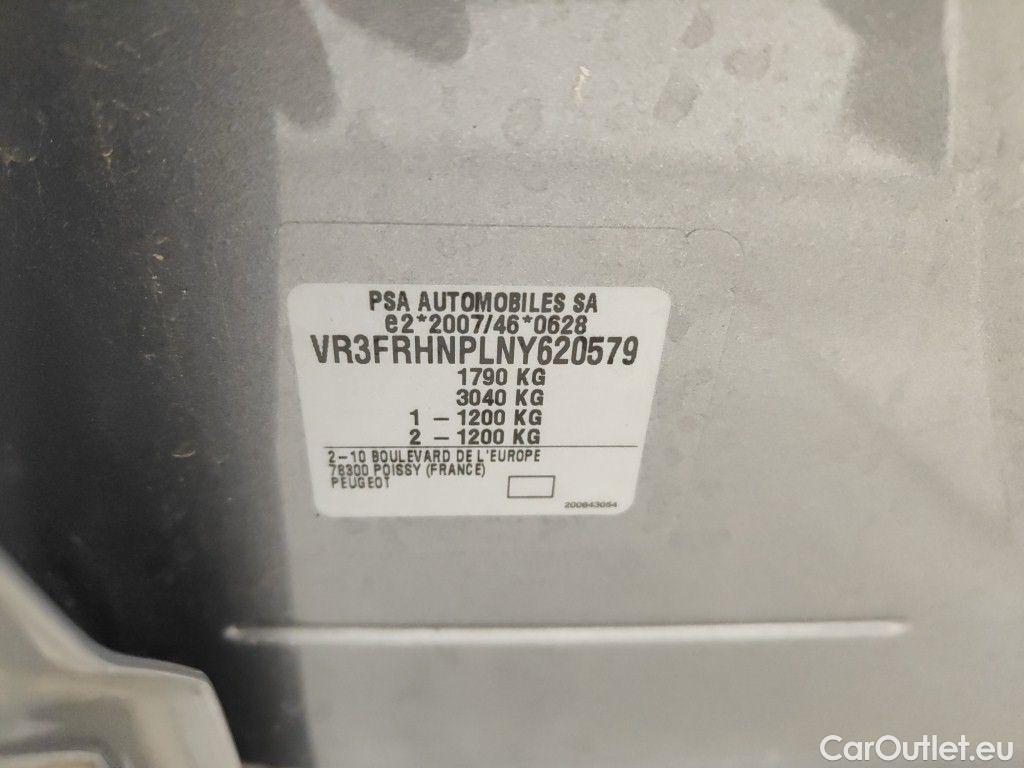 PSA AUTOMOBILES SA
e2*2007/46*0628
VR3FRHNPLNY620579
1790 KG
3040 KG
1 – 1200 KG
2 – 1200 KG
2–10 BOULEVARD DE L'EUROPE
78300 POISSY (FRANCE)
PEUGEOT
200843054
CarOutlet.eu